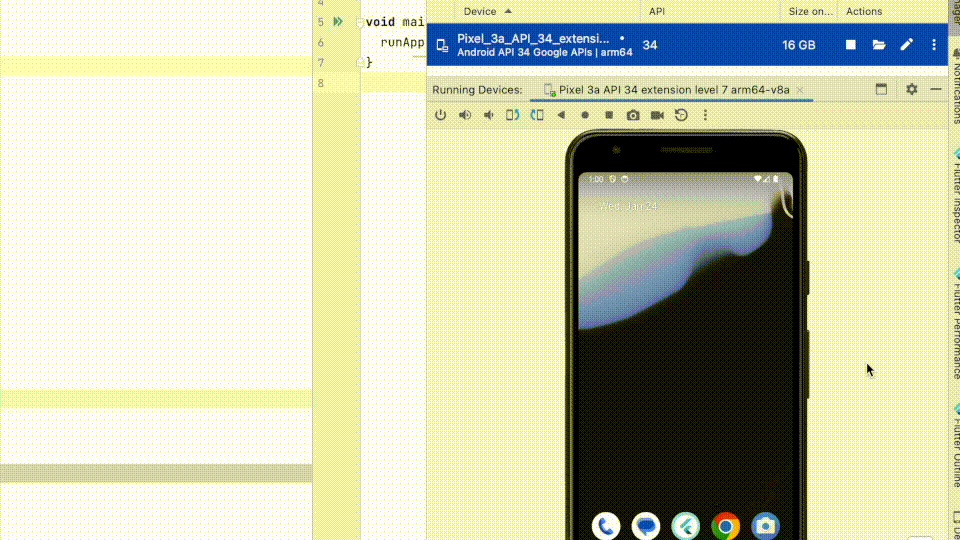 4
5 void mai
6 runApp
7 }
8
Device API Size on... Actions
Pixel_3a_API_34_extensi... 34 16 GB
Android API 34 Google APIs | arm64
Running Devices: Pixel 3a API 34 extension level 7 arm64-v8a
1:00
Wed, Jan 24
Notifications
Flutter Inspector
Flutter Performance
Flutter Outline